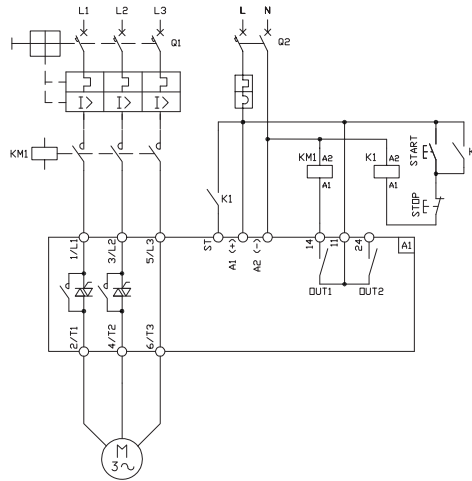 L1 L2 L3 L N
Q1
Q2
I> I> I>
KM1
KM1 A2 A1
K1 A2 A1
START
K
STOP
K1
1/L1 3/L2 5/L3 ST A1 (+) A2 (-) 14 11 24 A1
OUT1 OUT2
2/T1 4/T2 6/T3
M
3~